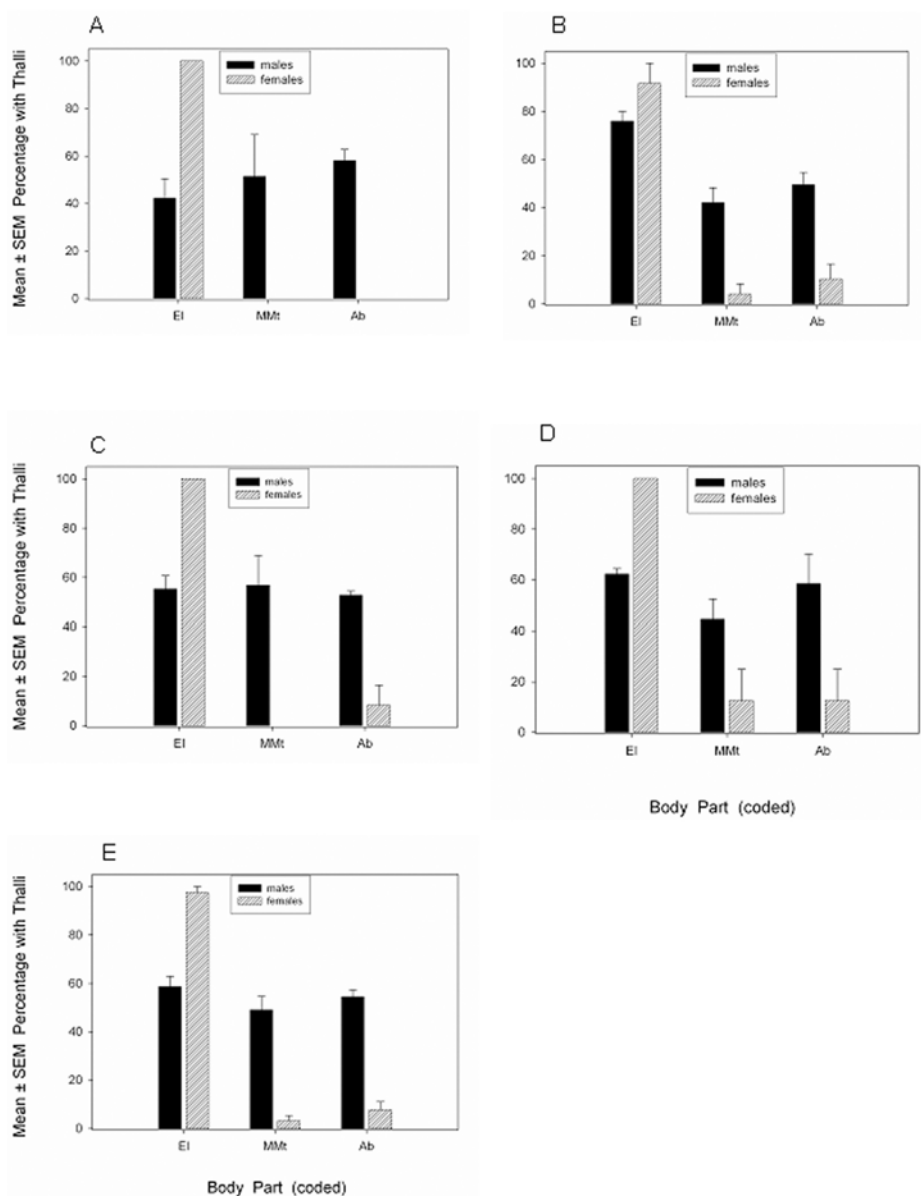 A
Mean ± SEM Percentage with Thalli
100
80
60
40
20
0
males
females
El
MMt
Ab
B
100
80
60
40
20
0
males
females
El
MMt
Ab
C
Mean ± SEM Percentage with Thalli
100
80
60
40
20
0
males
females
El
MMt
Ab
D
100
80
60
40
20
0
males
females
El
MMt
Ab
Body Part (coded)
E
Mean ± SEM Percentage with Thalli
100
80
60
40
20
0
males
females
El
MMt
Ab
Body Part (coded)